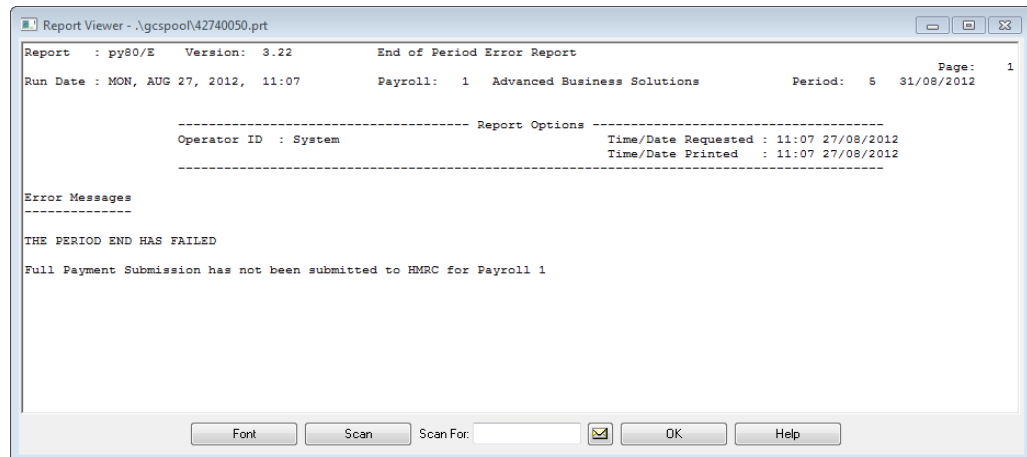 Report Viewer - .\gcspool\42740050.prt
Report : py80/E Version: 3.22 End of Period Error Report
Page: 1
Run Date : MON, AUG 27, 2012, 11:07 Payroll: 1 Advanced Business Solutions Period: 5 31/08/2012
------------------------------------- Report Options -------------------------------------
Operator ID : System Time/Date Requested : 11:07 27/08/2012
Time/Date Printed : 11:07 27/08/2012
--------------------------------------------------------------------------------------------
Error Messages
--------------
THE PERIOD END HAS FAILED
Full Payment Submission has not been submitted to HMRC for Payroll 1
Font Scan Scan For: OK Help